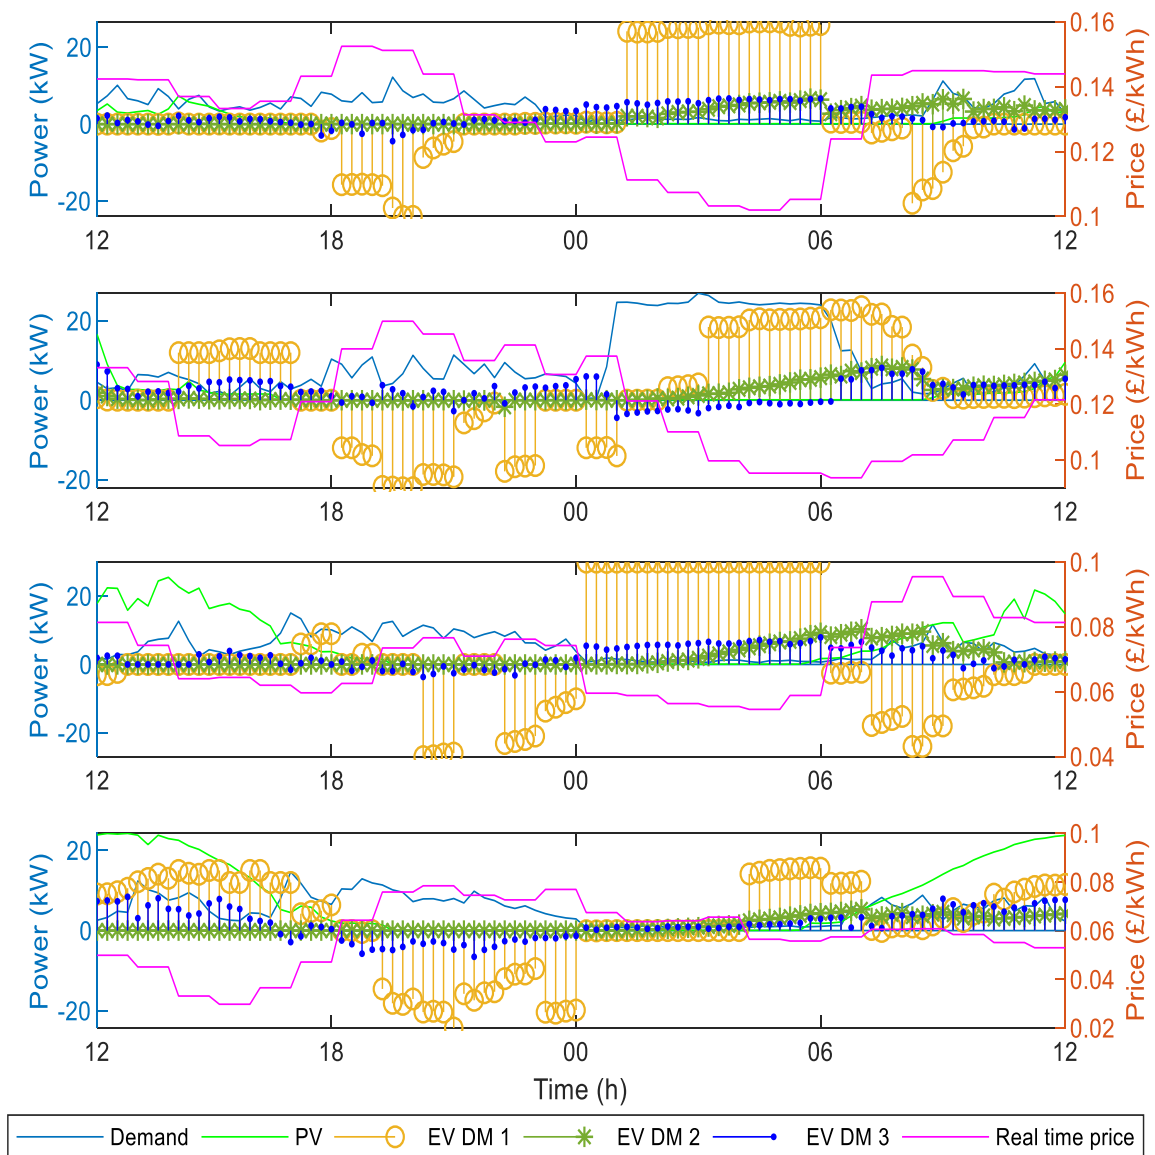 20
0
-20
Power (kW)
0.16
0.14
0.12
0.1
Price (£/kWh)
12 18 00 06 12
20
0
-20
Power (kW)
0.16
0.14
0.12
0.1
Price (£/kWh)
12 18 00 06 12
20
0
-20
Power (kW)
0.1
0.08
0.06
0.04
Price (£/kWh)
12 18 00 06 12
20
0
-20
Power (kW)
0.1
0.08
0.06
0.04
0.02
Price (£/kWh)
12 18 00 06 12
Time (h)
Demand PV EV DM 1 EV DM 2 EV DM 3 Real time price